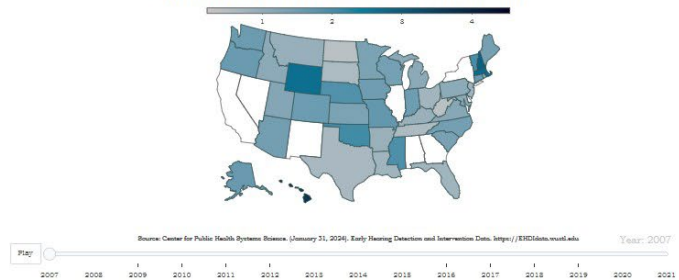 1 2 3 4
Source: Center for Public Health Systems Science. (January 31, 2024). Early Hearing Detection and Intervention Data. https://EHDIdata.wustl.edu
Year: 2007
Play
2007 2008 2009 2010 2011 2012 2013 2014 2015 2016 2017 2018 2019 2020 2021